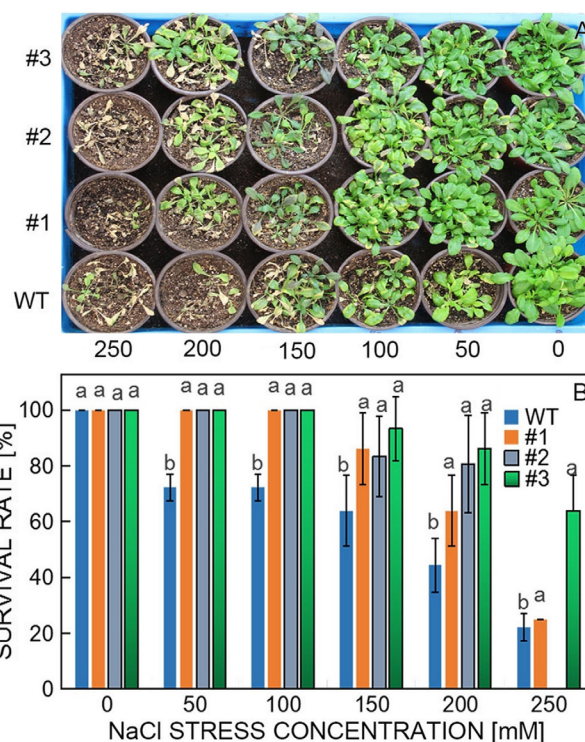 A
#3
#2
#1
WT
250 200 150 100 50 0
B
100
80
60
40
20
0
SURVIVAL RATE [%]
a a a a
b a a a
b a a a
b a a a
b a a a
b a a
WT
#1
#2
#3
0 50 100 150 200 250
NaCl STRESS CONCENTRATION [mM]